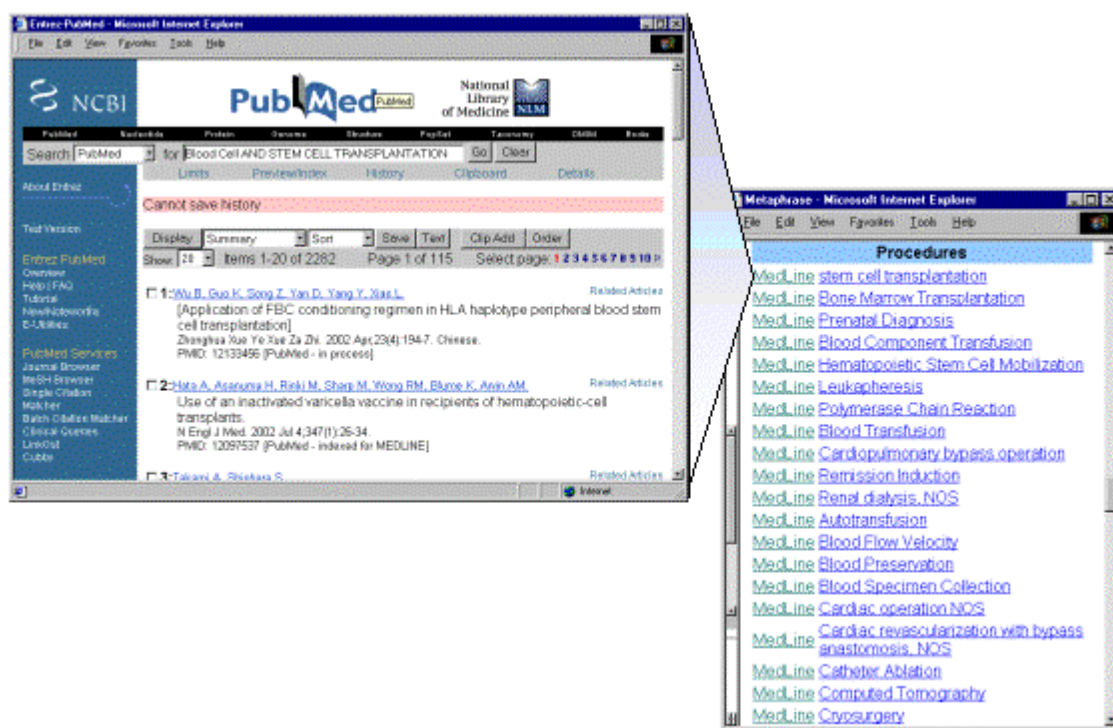 Entrez-PubMed - Microsoft Internet Explorer
File Edit View Favorites Tools Help
NCBI
PubMed
PubMed
National
Library
of Medicine NLM
PubMed Nucleotide Protein Genome Structure PopSet Taxonomy OMIM Books
Search PubMed for Blood Cell AND STEM CELL TRANSPLANTATION Go Clear
Limits Preview/Index History Clipboard Details
About Entrez
Cannot save history
Text Version
Display Summary Sort Save Text Clip Add Order
Show: 20 Items 1-20 of 2282 Page 1 of 115 Select page: 1 2 3 4 5 6 7 8 9 10 >
Entrez PubMed
Overview
Help | FAQ
Tutorial
New/Noteworthy
E-Utilities
PubMed Services
Journal Browser
MeSH Browser
Single Citation
Matcher
Batch Citation Matcher
Clinical Queries
LinkOut
Cubby
1: Wu B, Guo K, Song Z, Yan D, Yang Y, Xiao L. Related Articles
[Application of FBC conditioning regimen in HLA haplotype peripheral blood stem
cell transplantation]
Zhonghua Xue Ye Xue Za Zhi. 2002 Apr;23(4):194-7. Chinese.
PMID: 12133456 [PubMed - in process]
2: Hata A, Asanuma H, Rinki M, Sharp M, Wong RM, Blume K, Arvin AM. Related Articles
Use of an inactivated varicella vaccine in recipients of hematopoietic-cell
transplants.
N Engl J Med. 2002 Jul 4;347(1):26-34.
PMID: 12097537 [PubMed - indexed for MEDLINE]
3: Takami A, Shintara S Related Articles
Internet
Metaphrase - Microsoft Internet Explorer
File Edit View Favorites Tools Help
Procedures
MedLine stem cell transplantation
MedLine Bone Marrow Transplantation
MedLine Prenatal Diagnosis
MedLine Blood Component Transfusion
MedLine Hematopoietic Stem Cell Mobilization
MedLine Leukapheresis
MedLine Polymerase Chain Reaction
MedLine Blood Transfusion
MedLine Cardiopulmonary bypass operation
MedLine Remission Induction
MedLine Renal dialysis, NOS
MedLine Autotransfusion
MedLine Blood Flow Velocity
MedLine Blood Preservation
MedLine Blood Specimen Collection
MedLine Cardiac operation NOS
MedLine Cardiac revascularization with bypass
anastomosis, NOS
MedLine Catheter Ablation
MedLine Computed Tomography
MedLine Cryosurgery